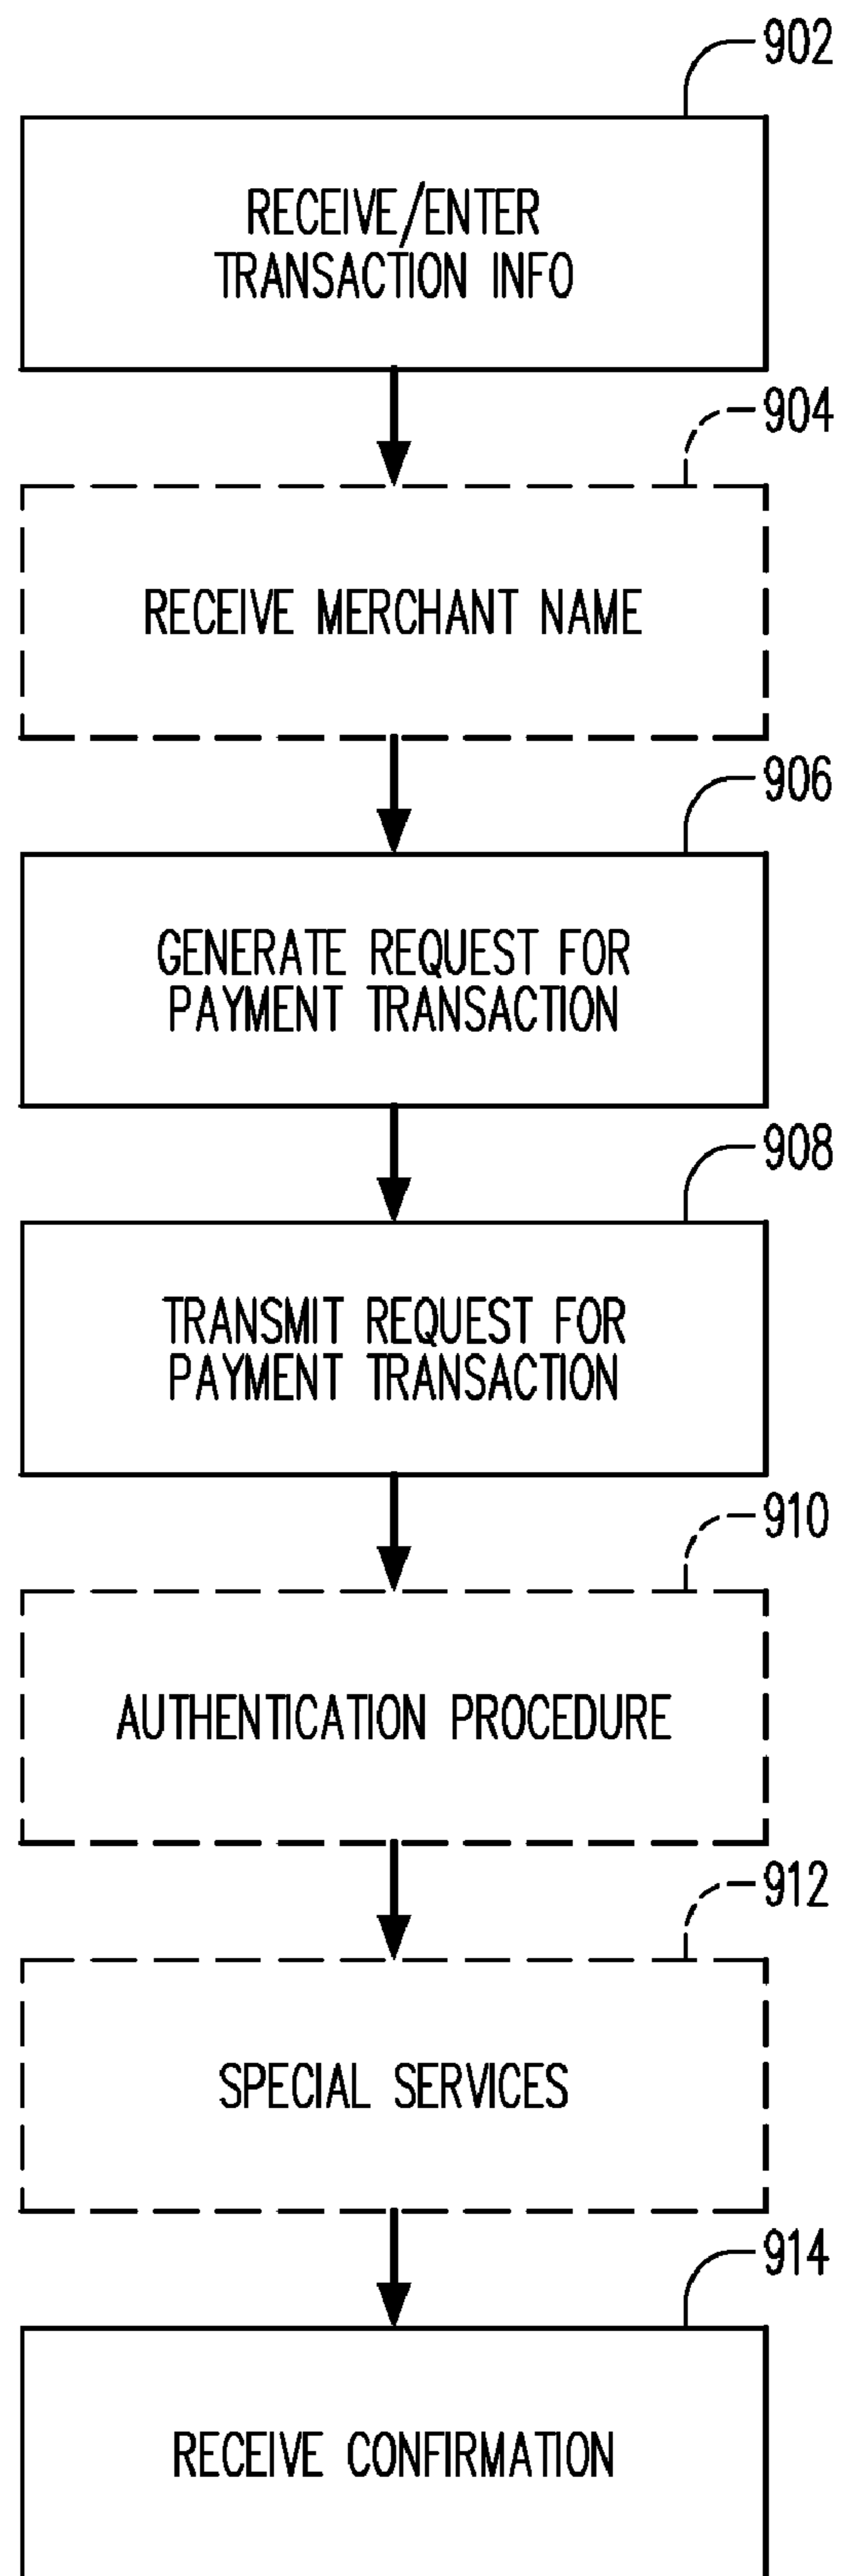 902
RECEIVE/ENTER
TRANSACTION INFO
904
RECEIVE MERCHANT NAME
906
GENERATE REQUEST FOR
PAYMENT TRANSACTION
908
TRANSMIT REQUEST FOR
PAYMENT TRANSACTION
910
AUTHENTICATION PROCEDURE
912
SPECIAL SERVICES
914
RECEIVE CONFIRMATION